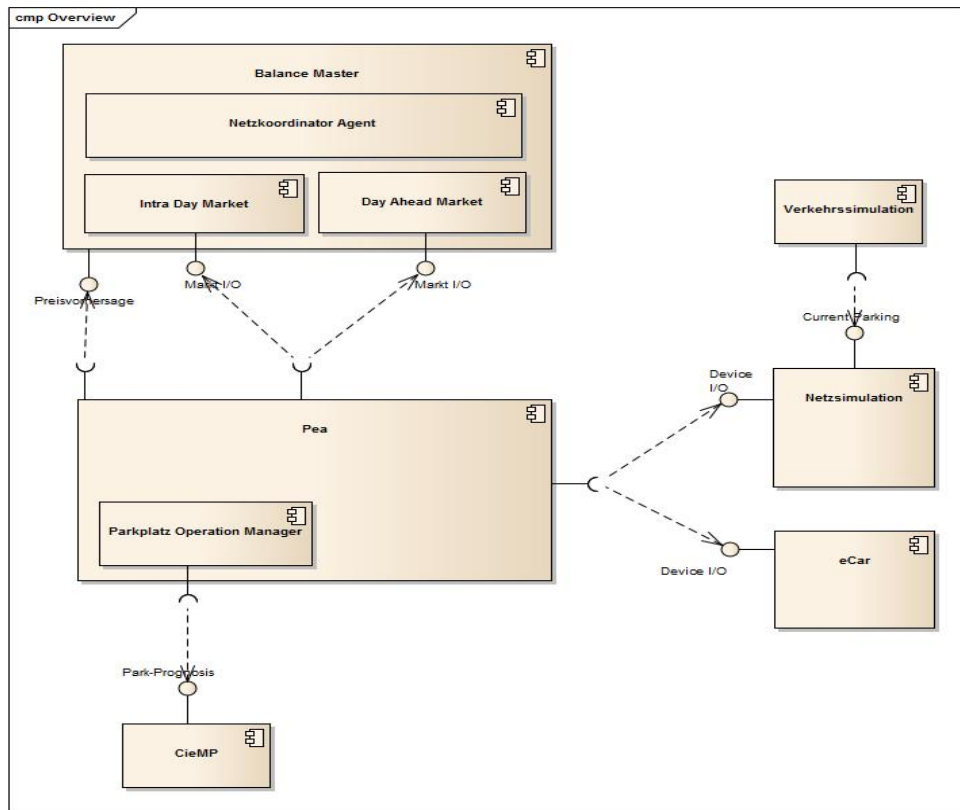 cmp Overview
Balance Master
Netzkoordinator Agent
Intra Day Market
Day Ahead Market
Verkehrssimulation
Markt I/O
Markt I/O
Preisvorhersage
Current Parking
Device
I/O
Netzsimulation
Pea
Parkplatz Operation Manager
Device I/O
eCar
Park-Prognosis
CieMP